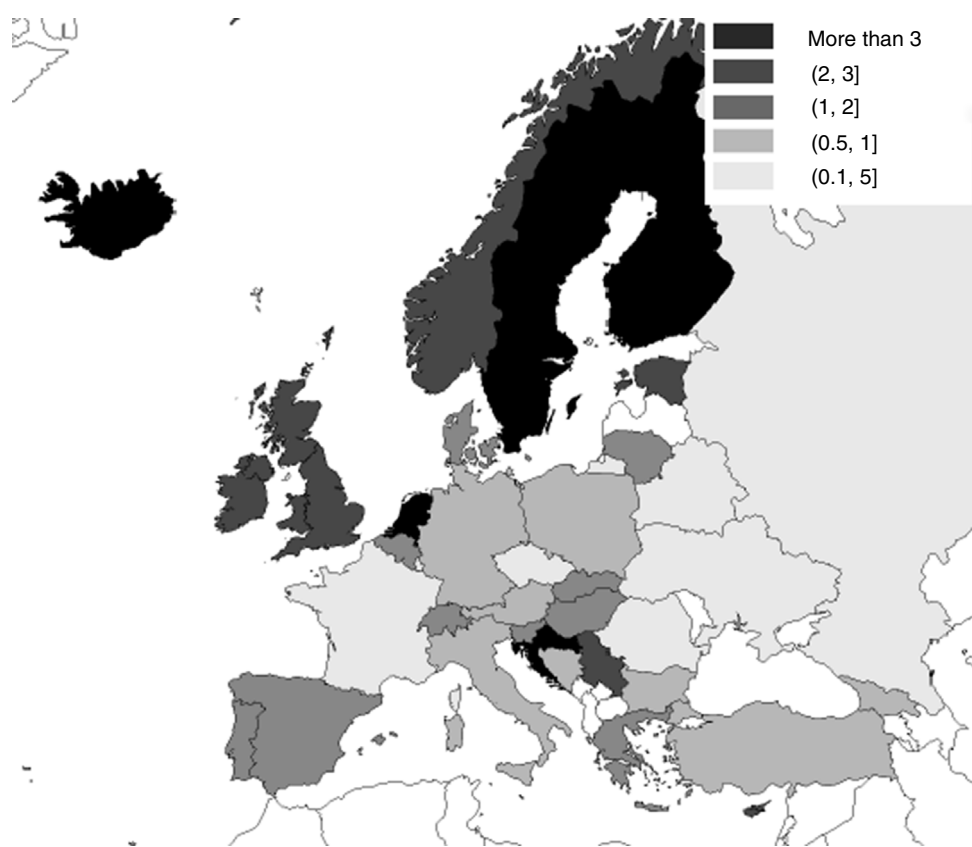 More than 3
(2, 3]
(1, 2]
(0.5, 1]
(0.1, 5]